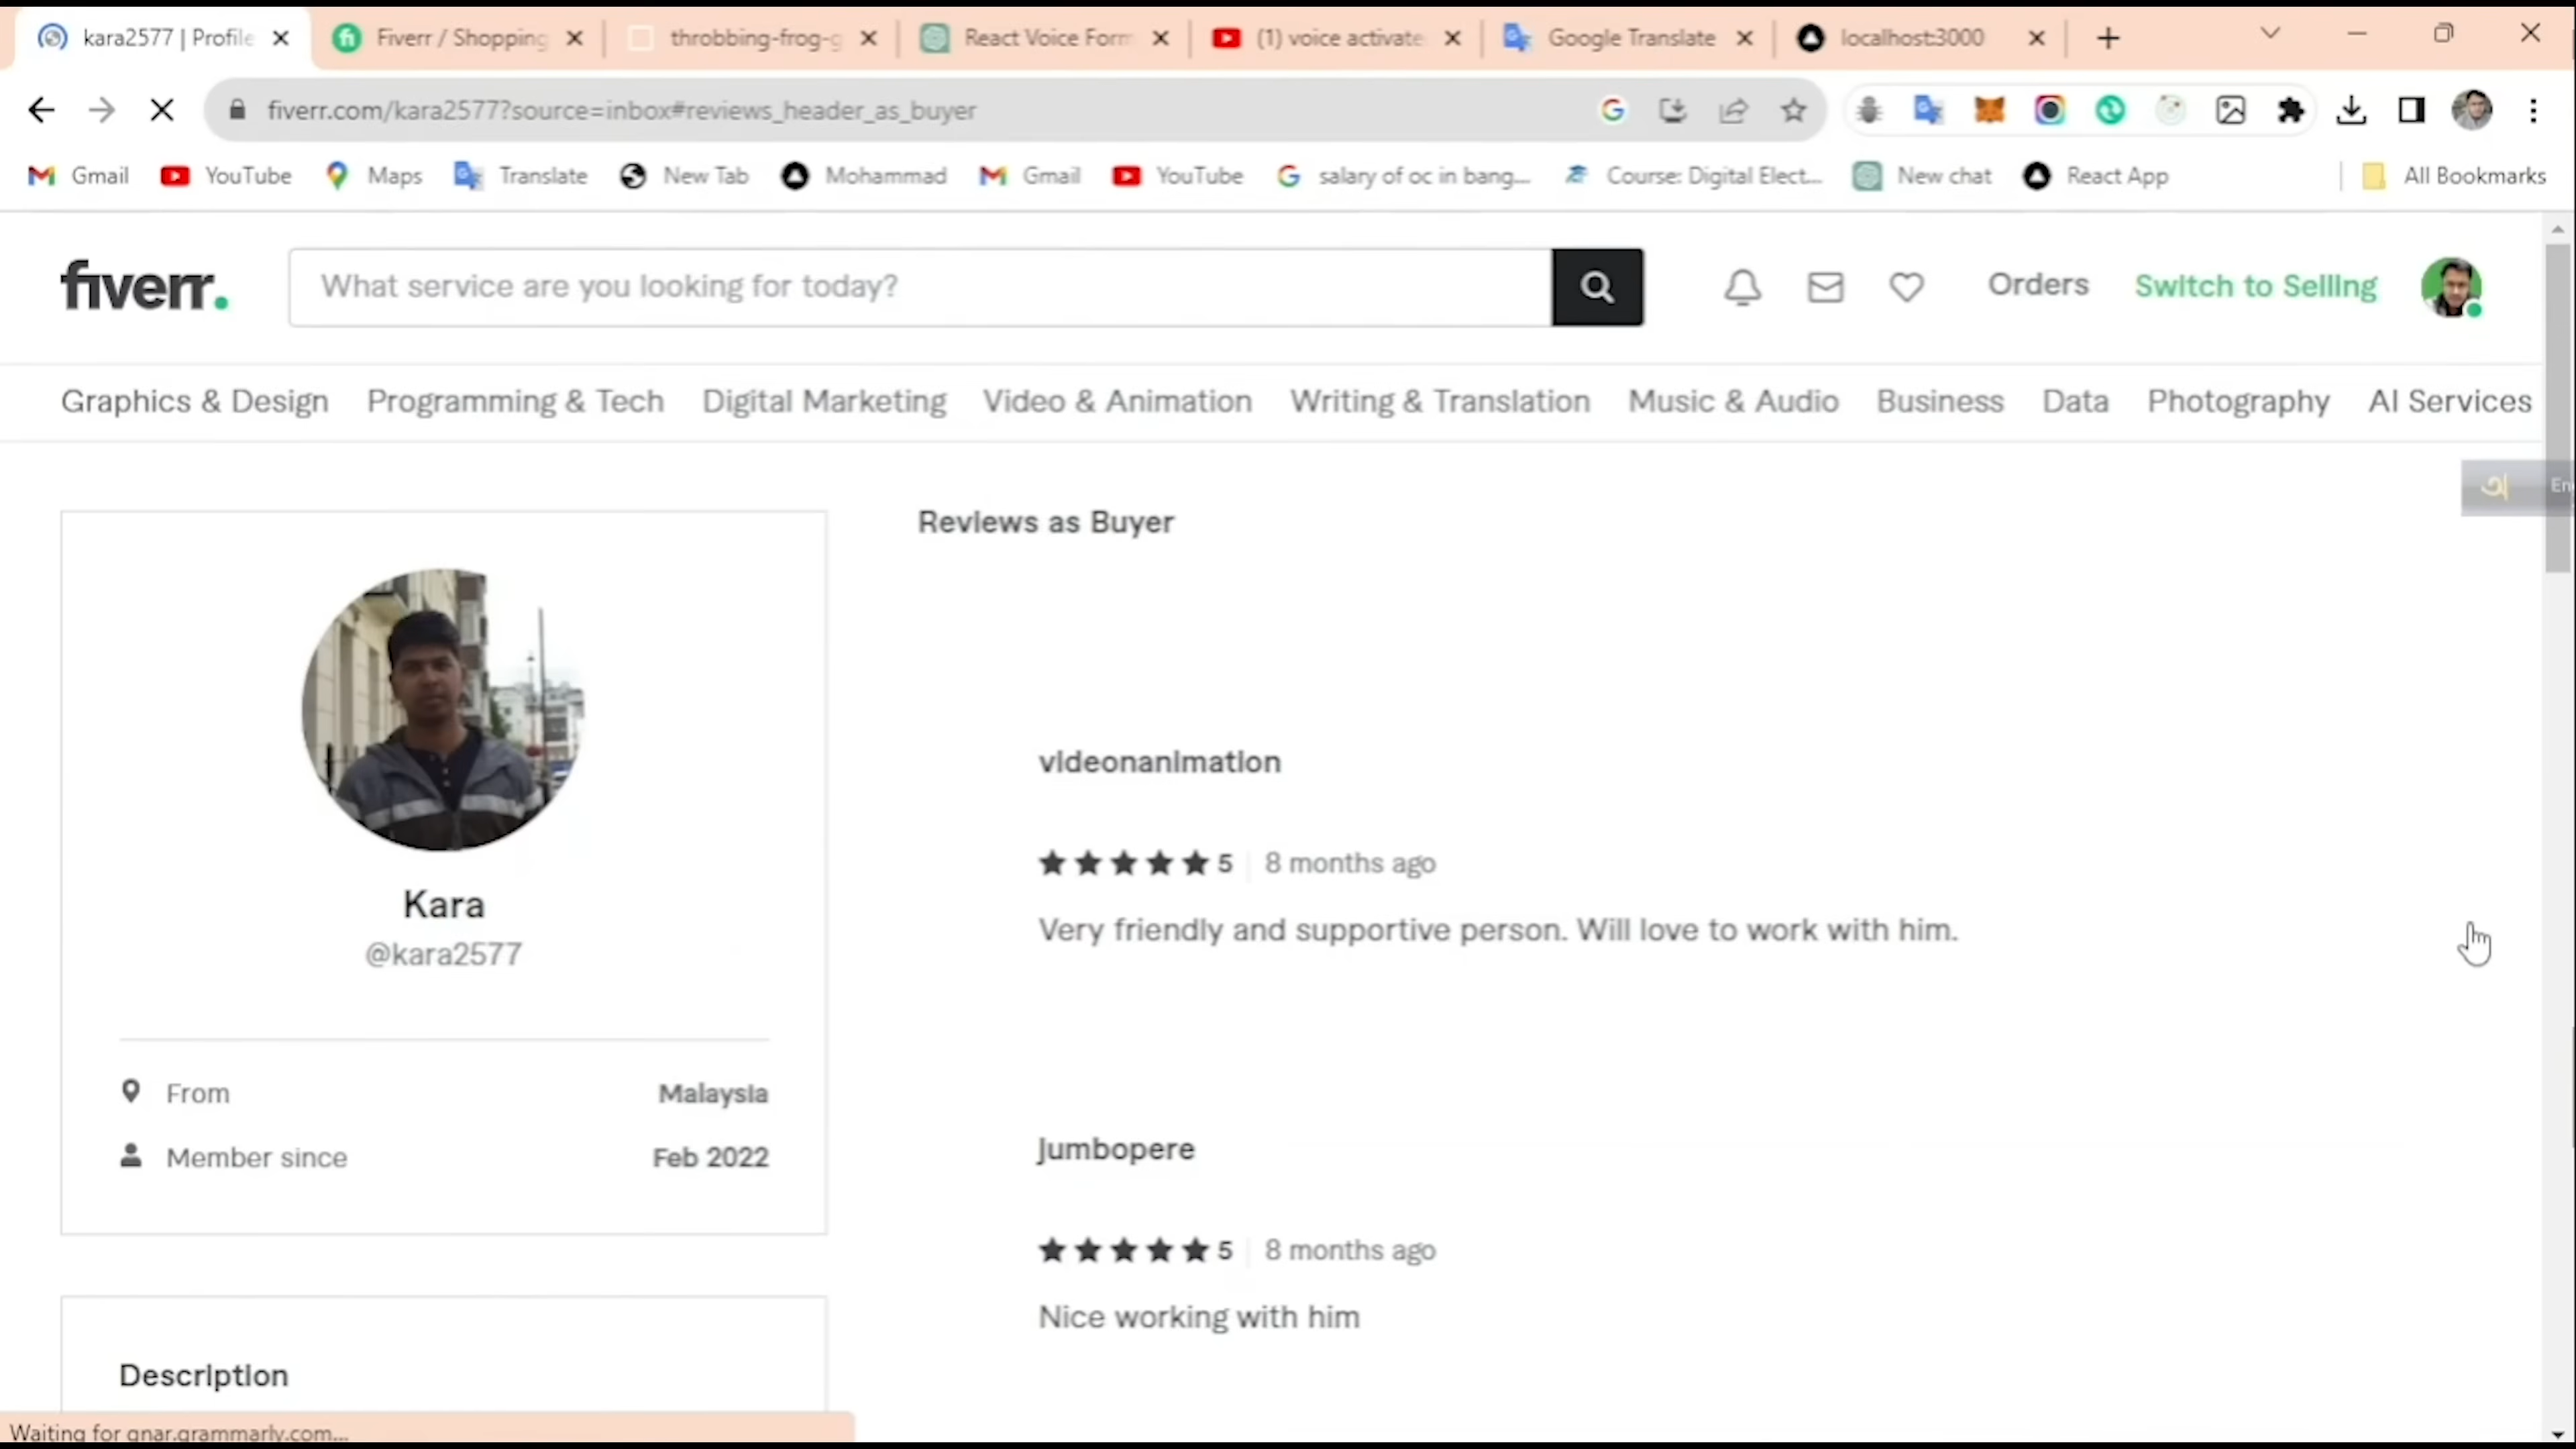 kara2577 | Profile
Fiverr / Shopping
throbbing-frog-g
React Voice Form
(1) voice activate
Google Translate
localhost:3000
fiverr.com/kara2577?source=inbox#reviews_header_as_buyer
Gmail
YouTube
Maps
Translate
New Tab
Mohammad
Gmail
YouTube
salary of oc in bang...
Course: Digital Elect...
New chat
React App
All Bookmarks
fiverr.
What service are you looking for today?
Orders
Switch to Selling
Graphics & Design
Programming & Tech
Digital Marketing
Video & Animation
Writing & Translation
Music & Audio
Business
Data
Photography
AI Services
অ
En
Kara
@kara2577
From Malaysia
Member since Feb 2022
Description
Reviews as Buyer
videonanimation
5 8 months ago
Very friendly and supportive person. Will love to work with him.
jumbopere
5 8 months ago
Nice working with him
Waiting for gnar.grammarly.com...